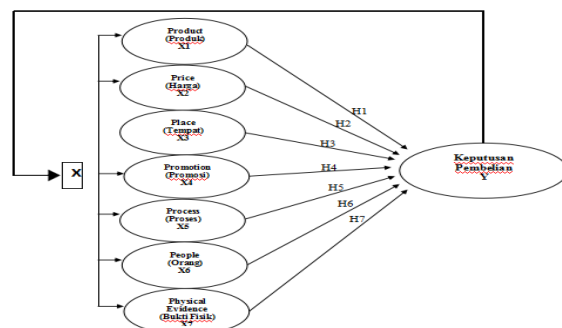 Product
(Produk)
X1
Price
(Harga)
X2
Place
(Tempat)
X3
Promotion
(Promosi)
X4
Process
(Proses)
X5
People
(Orang)
X6
Physical
Evidence
(Bukti Fisik)
X7
X
H1
H2
H3
H4
H5
H6
H7
Keputusan
Pembelian
Y